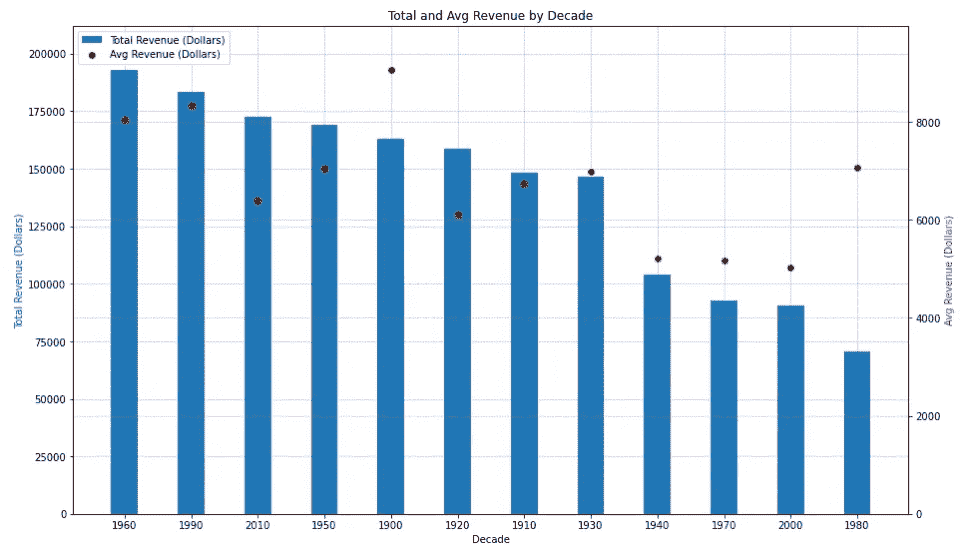 Total and Avg Revenue by Decade
Total Revenue (Dollars)
Avg Revenue (Dollars)
200000
175000
150000
125000
100000
75000
50000
25000
0
Total Revenue (Dollars)
8000
6000
4000
2000
0
Avg Revenue (Dollars)
1960 1990 2010 1950 1900 1920 1910 1930 1940 1970 2000 1980
Decade